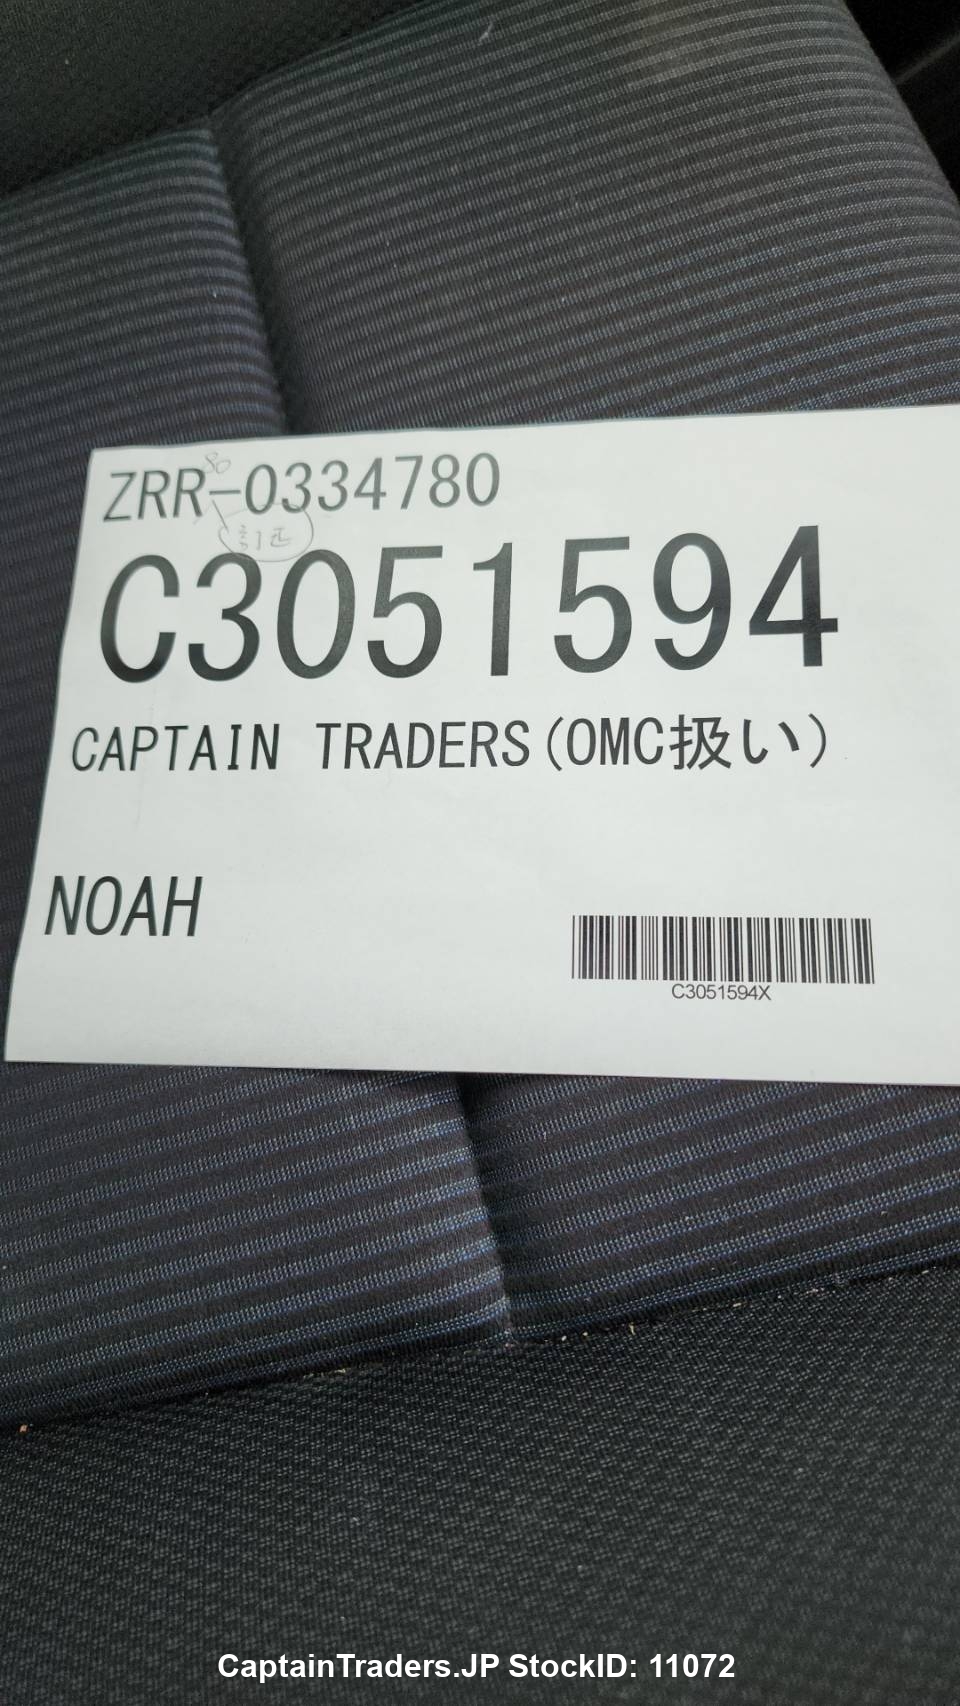 80
ZRR-0334780
C3051594
CAPTAIN TRADERS(OMC扱い)
NOAH
C3051594X
CaptainTraders.JP StockID: 11072